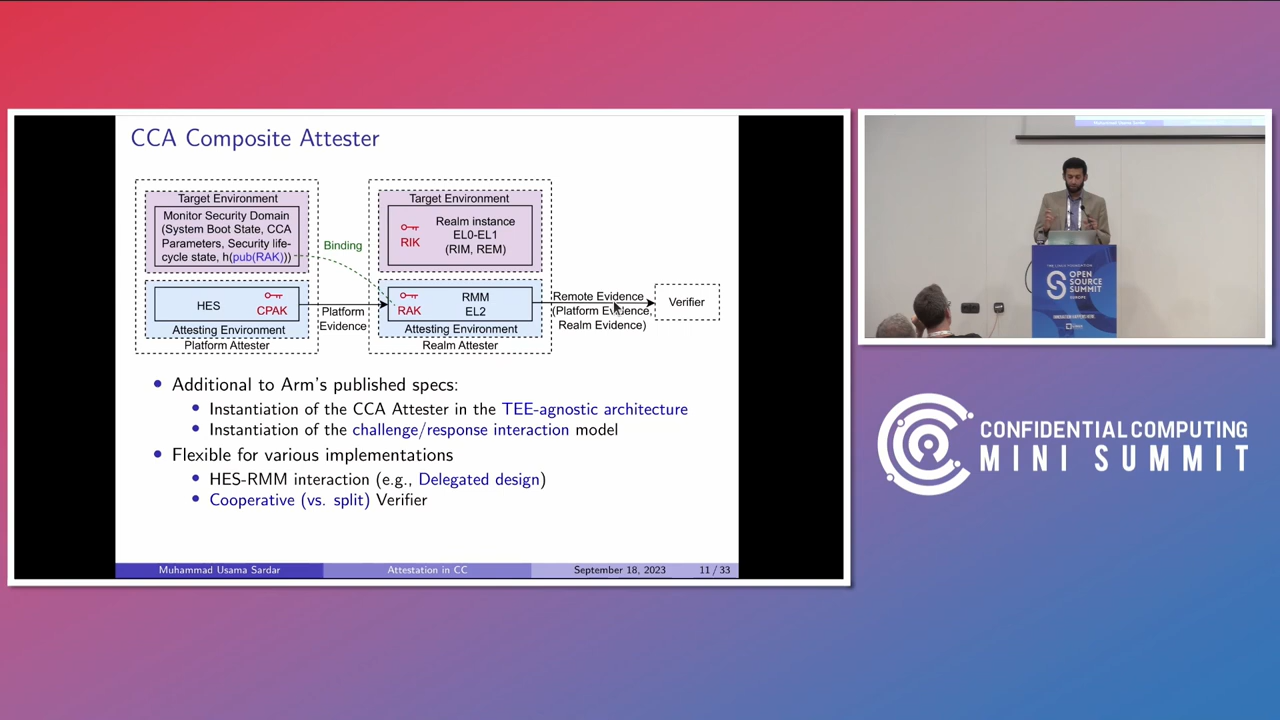 CCA Composite Attester
Target Environment
Monitor Security Domain
(System Boot State, CCA
Parameters, Security life-
cycle state, h(pub(RAK)))
HES
CPAK
Attesting Environment
Platform Attester
Binding
Platform
Evidence
Target Environment
RIK
Realm instance
EL0-EL1
(RIM, REM)
RAK
RMM
EL2
Attesting Environment
Realm Attester
Remote Evidence
(Platform Evidence,
Realm Evidence)
Verifier
• Additional to Arm's published specs:
• Instantiation of the CCA Attester in the TEE-agnostic architecture
• Instantiation of the challenge/response interaction model
• Flexible for various implementations
• HES-RMM interaction (e.g., Delegated design)
• Cooperative (vs. split) Verifier
Muhammad Usama Sardar
Attestation in CC
September 18, 2023
11 / 33
THE LINUX FOUNDATION
OPEN
SOURCE
SUMMIT
EUROPE
CONFIDENTIAL COMPUTING
MINI SUMMIT